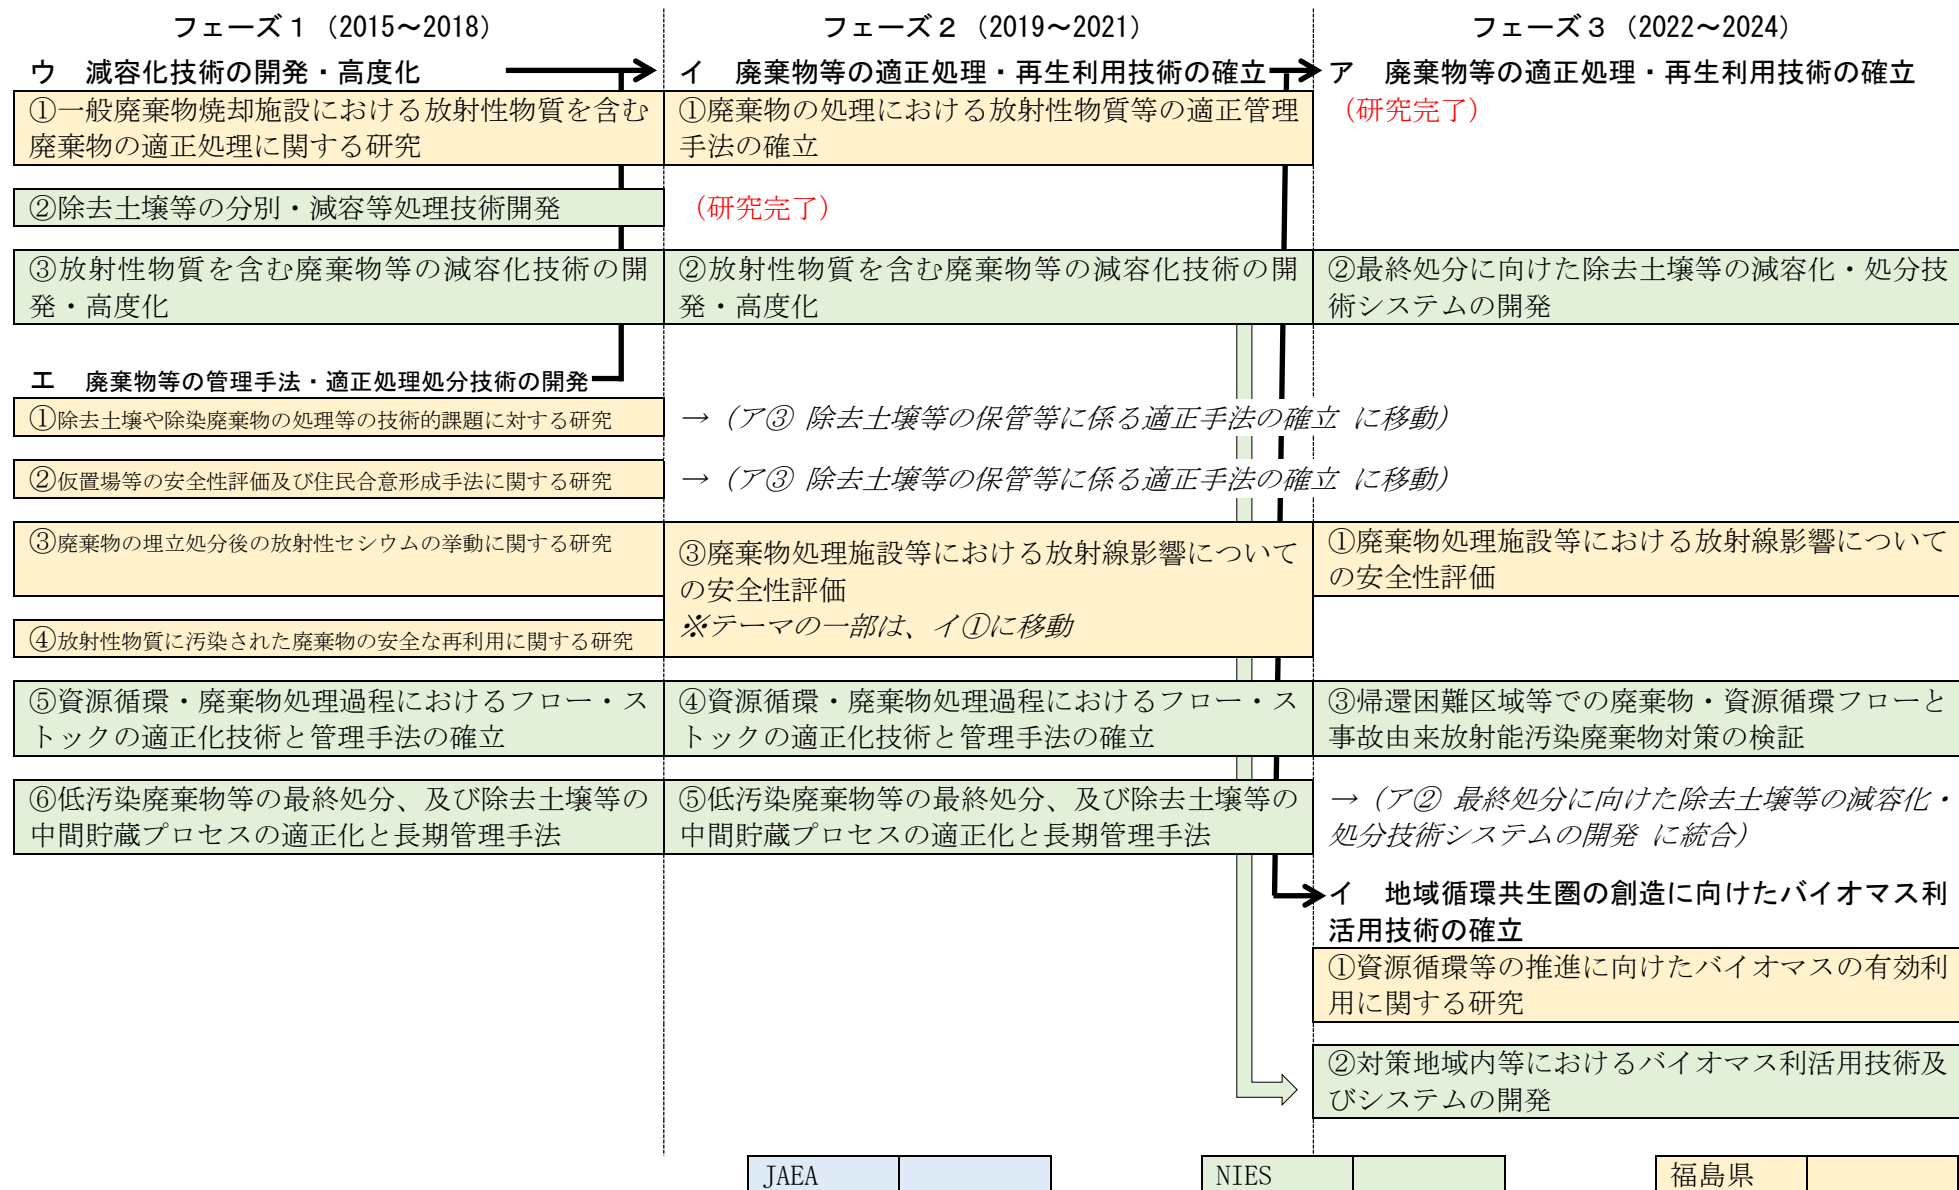 フェーズ１（2015～2018）
フェーズ２（2019～2021）
フェーズ３（2022～2024）
ウ　減容化技術の開発・高度化
イ　廃棄物等の適正処理・再生利用技術の確立
ア　廃棄物等の適正処理・再生利用技術の確立
①一般廃棄物焼却施設における放射性物質を含む
廃棄物の適正処理に関する研究
①廃棄物の処理における放射性物質等の適正管理
手法の確立
（研究完了）
②除去土壌等の分別・減容等処理技術開発
（研究完了）
③放射性物質を含む廃棄物等の減容化技術の開
発・高度化
②放射性物質を含む廃棄物等の減容化技術の開
発・高度化
②最終処分に向けた除去土壌等の減容化・処分技
術システムの開発
エ　廃棄物等の管理手法・適正処理処分技術の開発
①除去土壌や除染廃棄物の処理等の技術的課題に対する研究
→（ア③ 除去土壌等の保管等に係る適正手法の確立 に移動）
②仮置場等の安全性評価及び住民合意形成手法に関する研究
→（ア③ 除去土壌等の保管等に係る適正手法の確立 に移動）
③廃棄物の埋立処分後の放射性セシウムの挙動に関する研究
③廃棄物処理施設等における放射線影響について
の安全性評価
※テーマの一部は、イ①に移動
①廃棄物処理施設等における放射線影響について
の安全性評価
④放射性物質に汚染された廃棄物の安全な再利用に関する研究
⑤資源循環・廃棄物処理過程におけるフロー・ス
トックの適正化技術と管理手法の確立
④資源循環・廃棄物処理過程におけるフロー・ス
トックの適正化技術と管理手法の確立
③帰還困難区域等での廃棄物・資源循環フローと
事故由来放射能汚染廃棄物対策の検証
⑥低汚染廃棄物等の最終処分、及び除去土壌等の
中間貯蔵プロセスの適正化と長期管理手法
⑤低汚染廃棄物等の最終処分、及び除去土壌等の
中間貯蔵プロセスの適正化と長期管理手法
→（ア② 最終処分に向けた除去土壌等の減容化・
処分技術システムの開発 に統合）
イ　地域循環共生圏の創造に向けたバイオマス利
活用技術の確立
①資源循環等の推進に向けたバイオマスの有効利
用に関する研究
②対策地域内等におけるバイオマス利活用技術及
びシステムの開発
JAEA
NIES
福島県